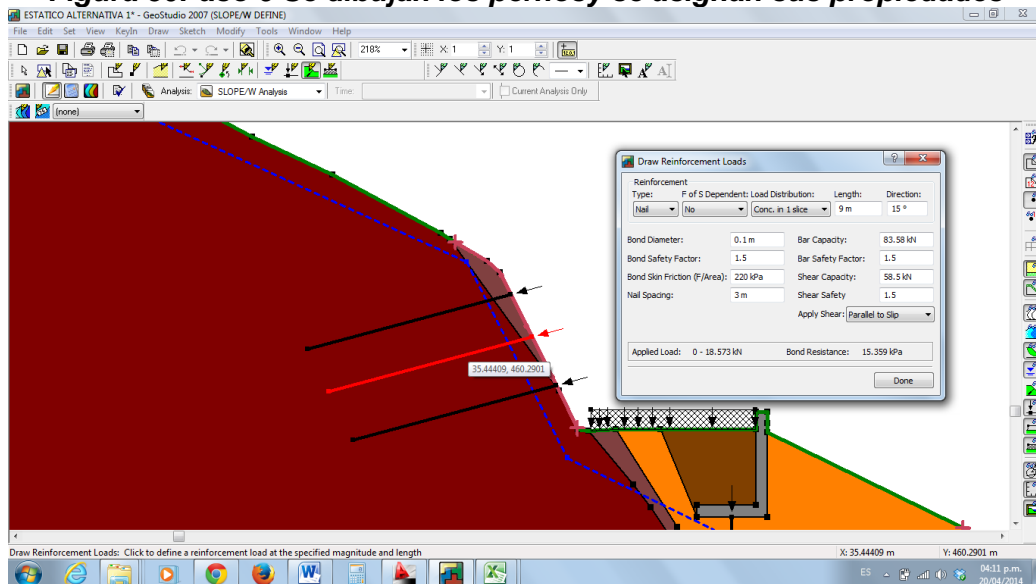 ESTATICO ALTERNATIVA 1* - GeoStudio 2007 (SLOPE/W DEFINE)
File Edit Set View KeyIn Draw Sketch Modify Tools Window Help
218% X: 1 Y: 1
Analysis: SLOPE/W Analysis Time: Current Analysis Only
(none)
Draw Reinforcement Loads
Reinforcement
Type: F of S Dependent: Load Distribution: Length: Direction:
Nail No Conc. in 1 slice 9 m 15 °
Bond Diameter: 0.1 m Bar Capacity: 83.58 kN
Bond Safety Factor: 1.5 Bar Safety Factor: 1.5
Bond Skin Friction (F/Area): 220 kPa Shear Capacity: 58.5 kN
Nail Spacing: 3 m Shear Safety 1.5
Apply Shear: Parallel to Slip
Applied Load: 0 - 18.573 kN Bond Resistance: 15.359 kPa
Done
35.44409, 460.2901
Draw Reinforcement Loads: Click to define a reinforcement load at the specified magnitude and length X: 35.44409 m Y: 460.2901 m
ES 04:11 p.m.